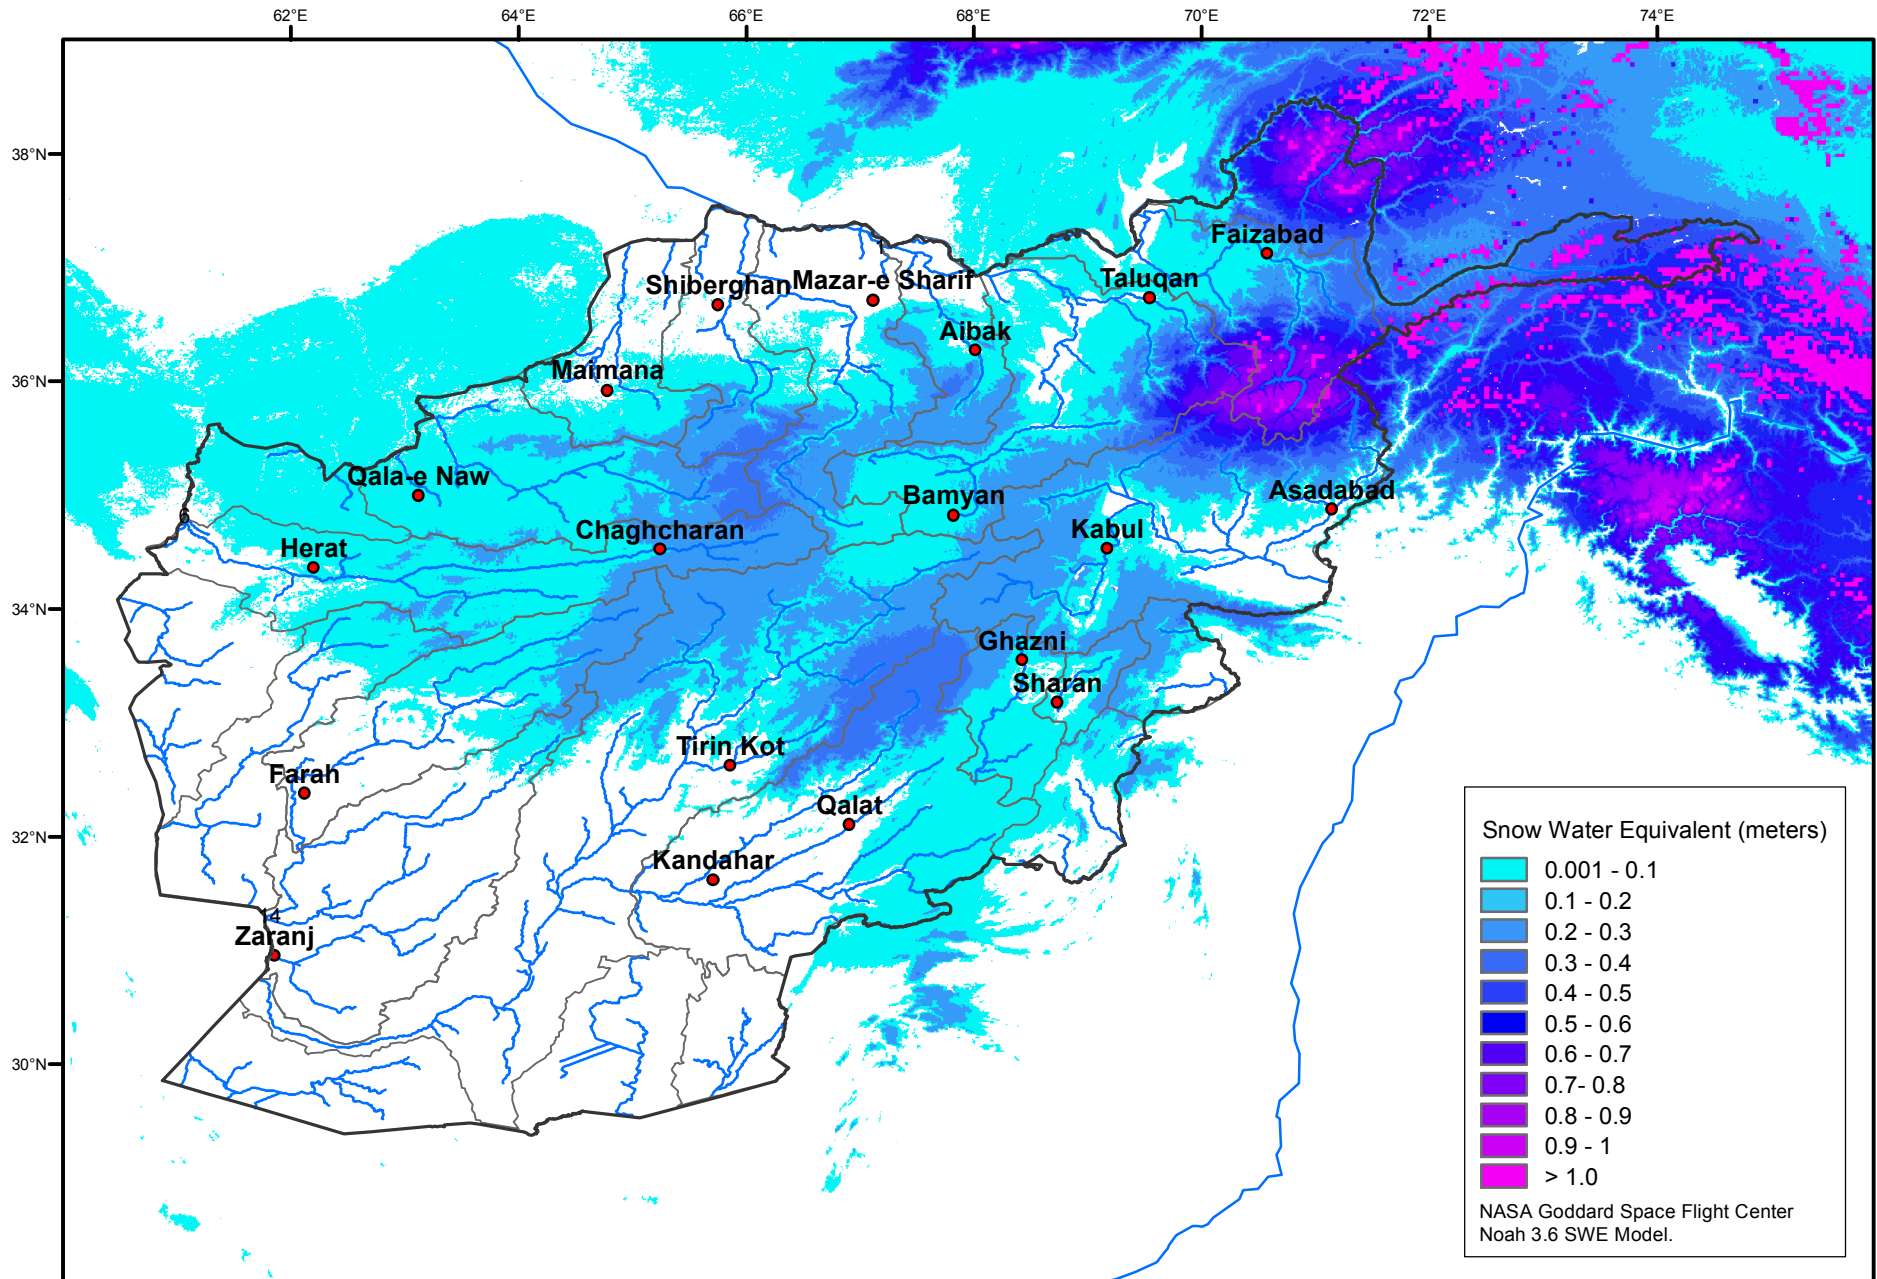 62°E
64°E
66°E
68°E
70°E
72°E
74°E
38°N
36°N
34°N
32°N
30°N
Faizabad
Taluqan
Shiberghan
Mazar-e Sharif
Aibak
Maimana
Qala-e Naw
Bamyan
Asadabad
Chaghcharan
Kabul
Herat
Ghazni
Sharan
Tirin Kot
Farah
Qalat
Kandahar
14
Zaranj
Snow Water Equivalent (meters)
0.001 - 0.1
0.1 - 0.2
0.2 - 0.3
0.3 - 0.4
0.4 - 0.5
0.5 - 0.6
0.6 - 0.7
0.7- 0.8
0.8 - 0.9
0.9 - 1
> 1.0
NASA Goddard Space Flight Center
Noah 3.6 SWE Model.